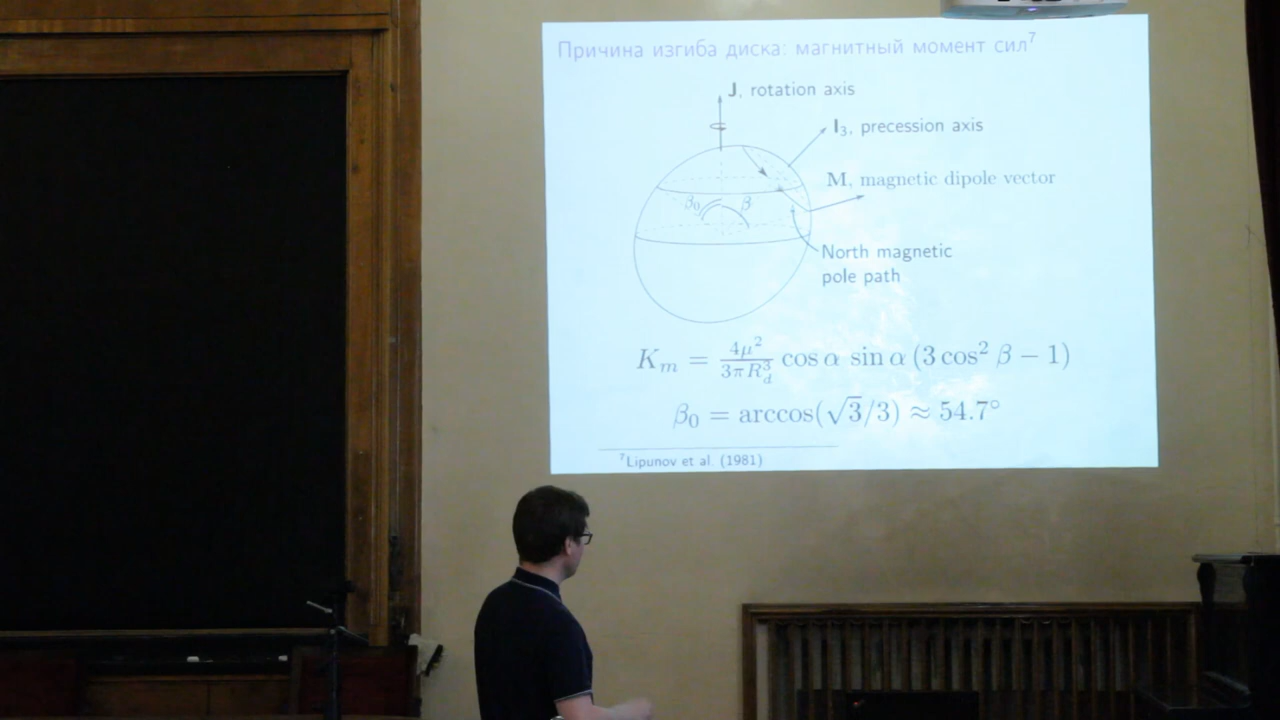 Причина изгиба диска: магнитный момент сил⁷
J, rotation axis
I₃, precession axis
M, magnetic dipole vector
β₀ β
North magnetic
pole path
K_m = 4μ²/3πR_d³ cos α sin α (3 cos² β − 1)
β₀ = arccos(√3/3) ≈ 54.7°
⁷Lipunov et al. (1981)